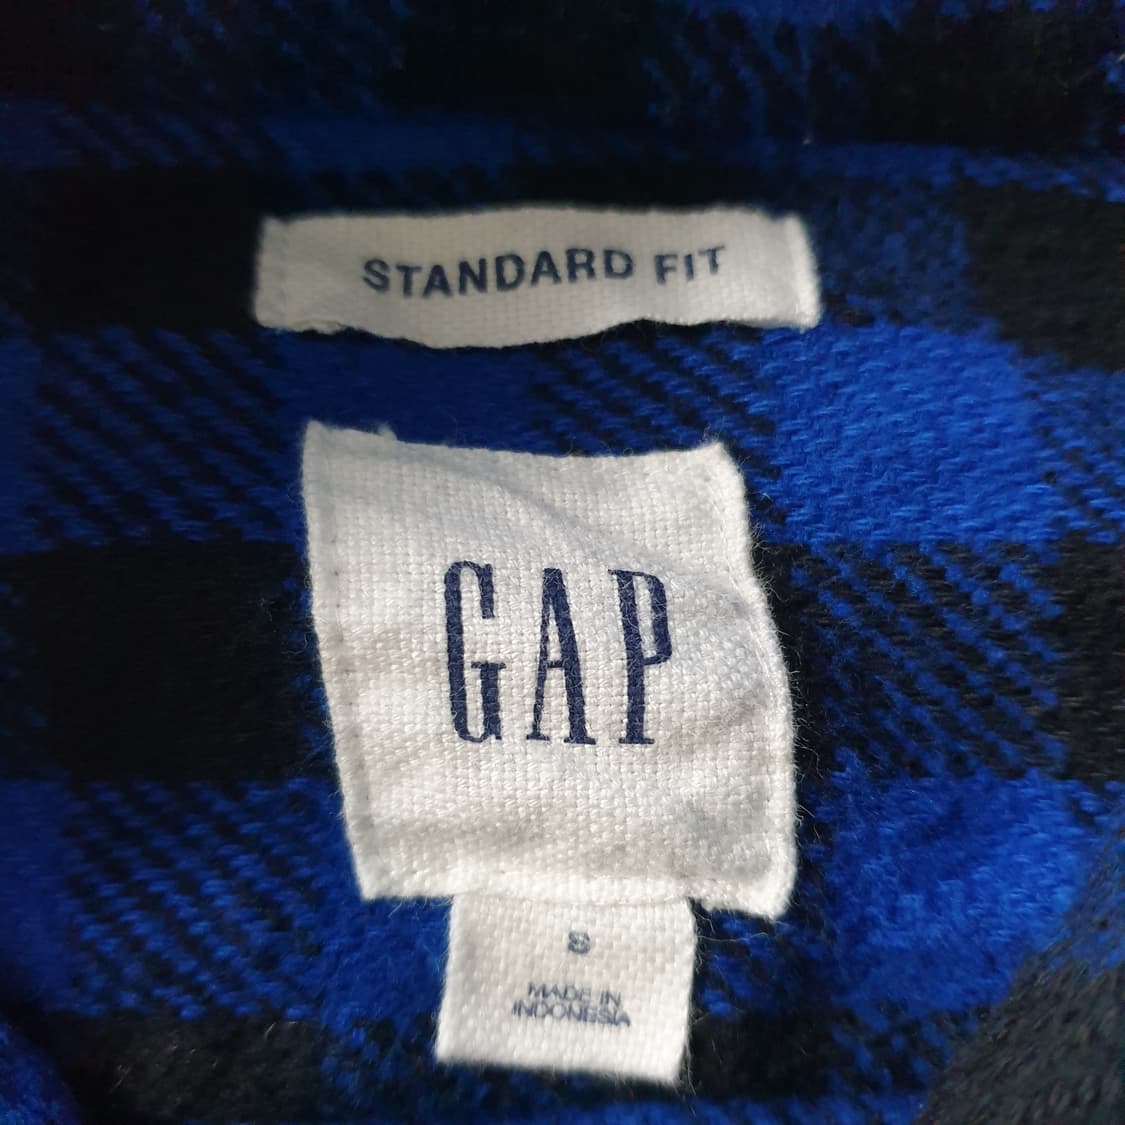 STANDARD FIT
GAP
S
MADE IN
INDONESIA